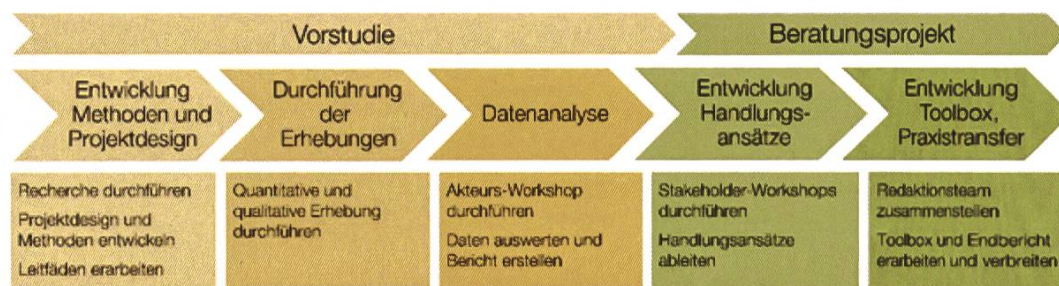 Vorstudie
Beratungsprojekt
Entwicklung
Methoden und
Projektdesign
Durchführung
der
Erhebungen
Datenanalyse
Entwicklung
Handlungs-
ansätze
Entwicklung
Toolbox,
Praxistransfer
Recherche durchführen
Projektdesign und
Methoden entwickeln
Leitfäden erarbeiten
Quantitative und
qualitative Erhebung
durchführen
Akteurs-Workshop
durchführen
Daten auswerten und
Bericht erstellen
Stakeholder-Workshops
durchführen
Handlungsansätze
ableiten
Redaktionsteam
zusammenstellen
Toolbox und Endbericht
erarbeiten und verbreiten